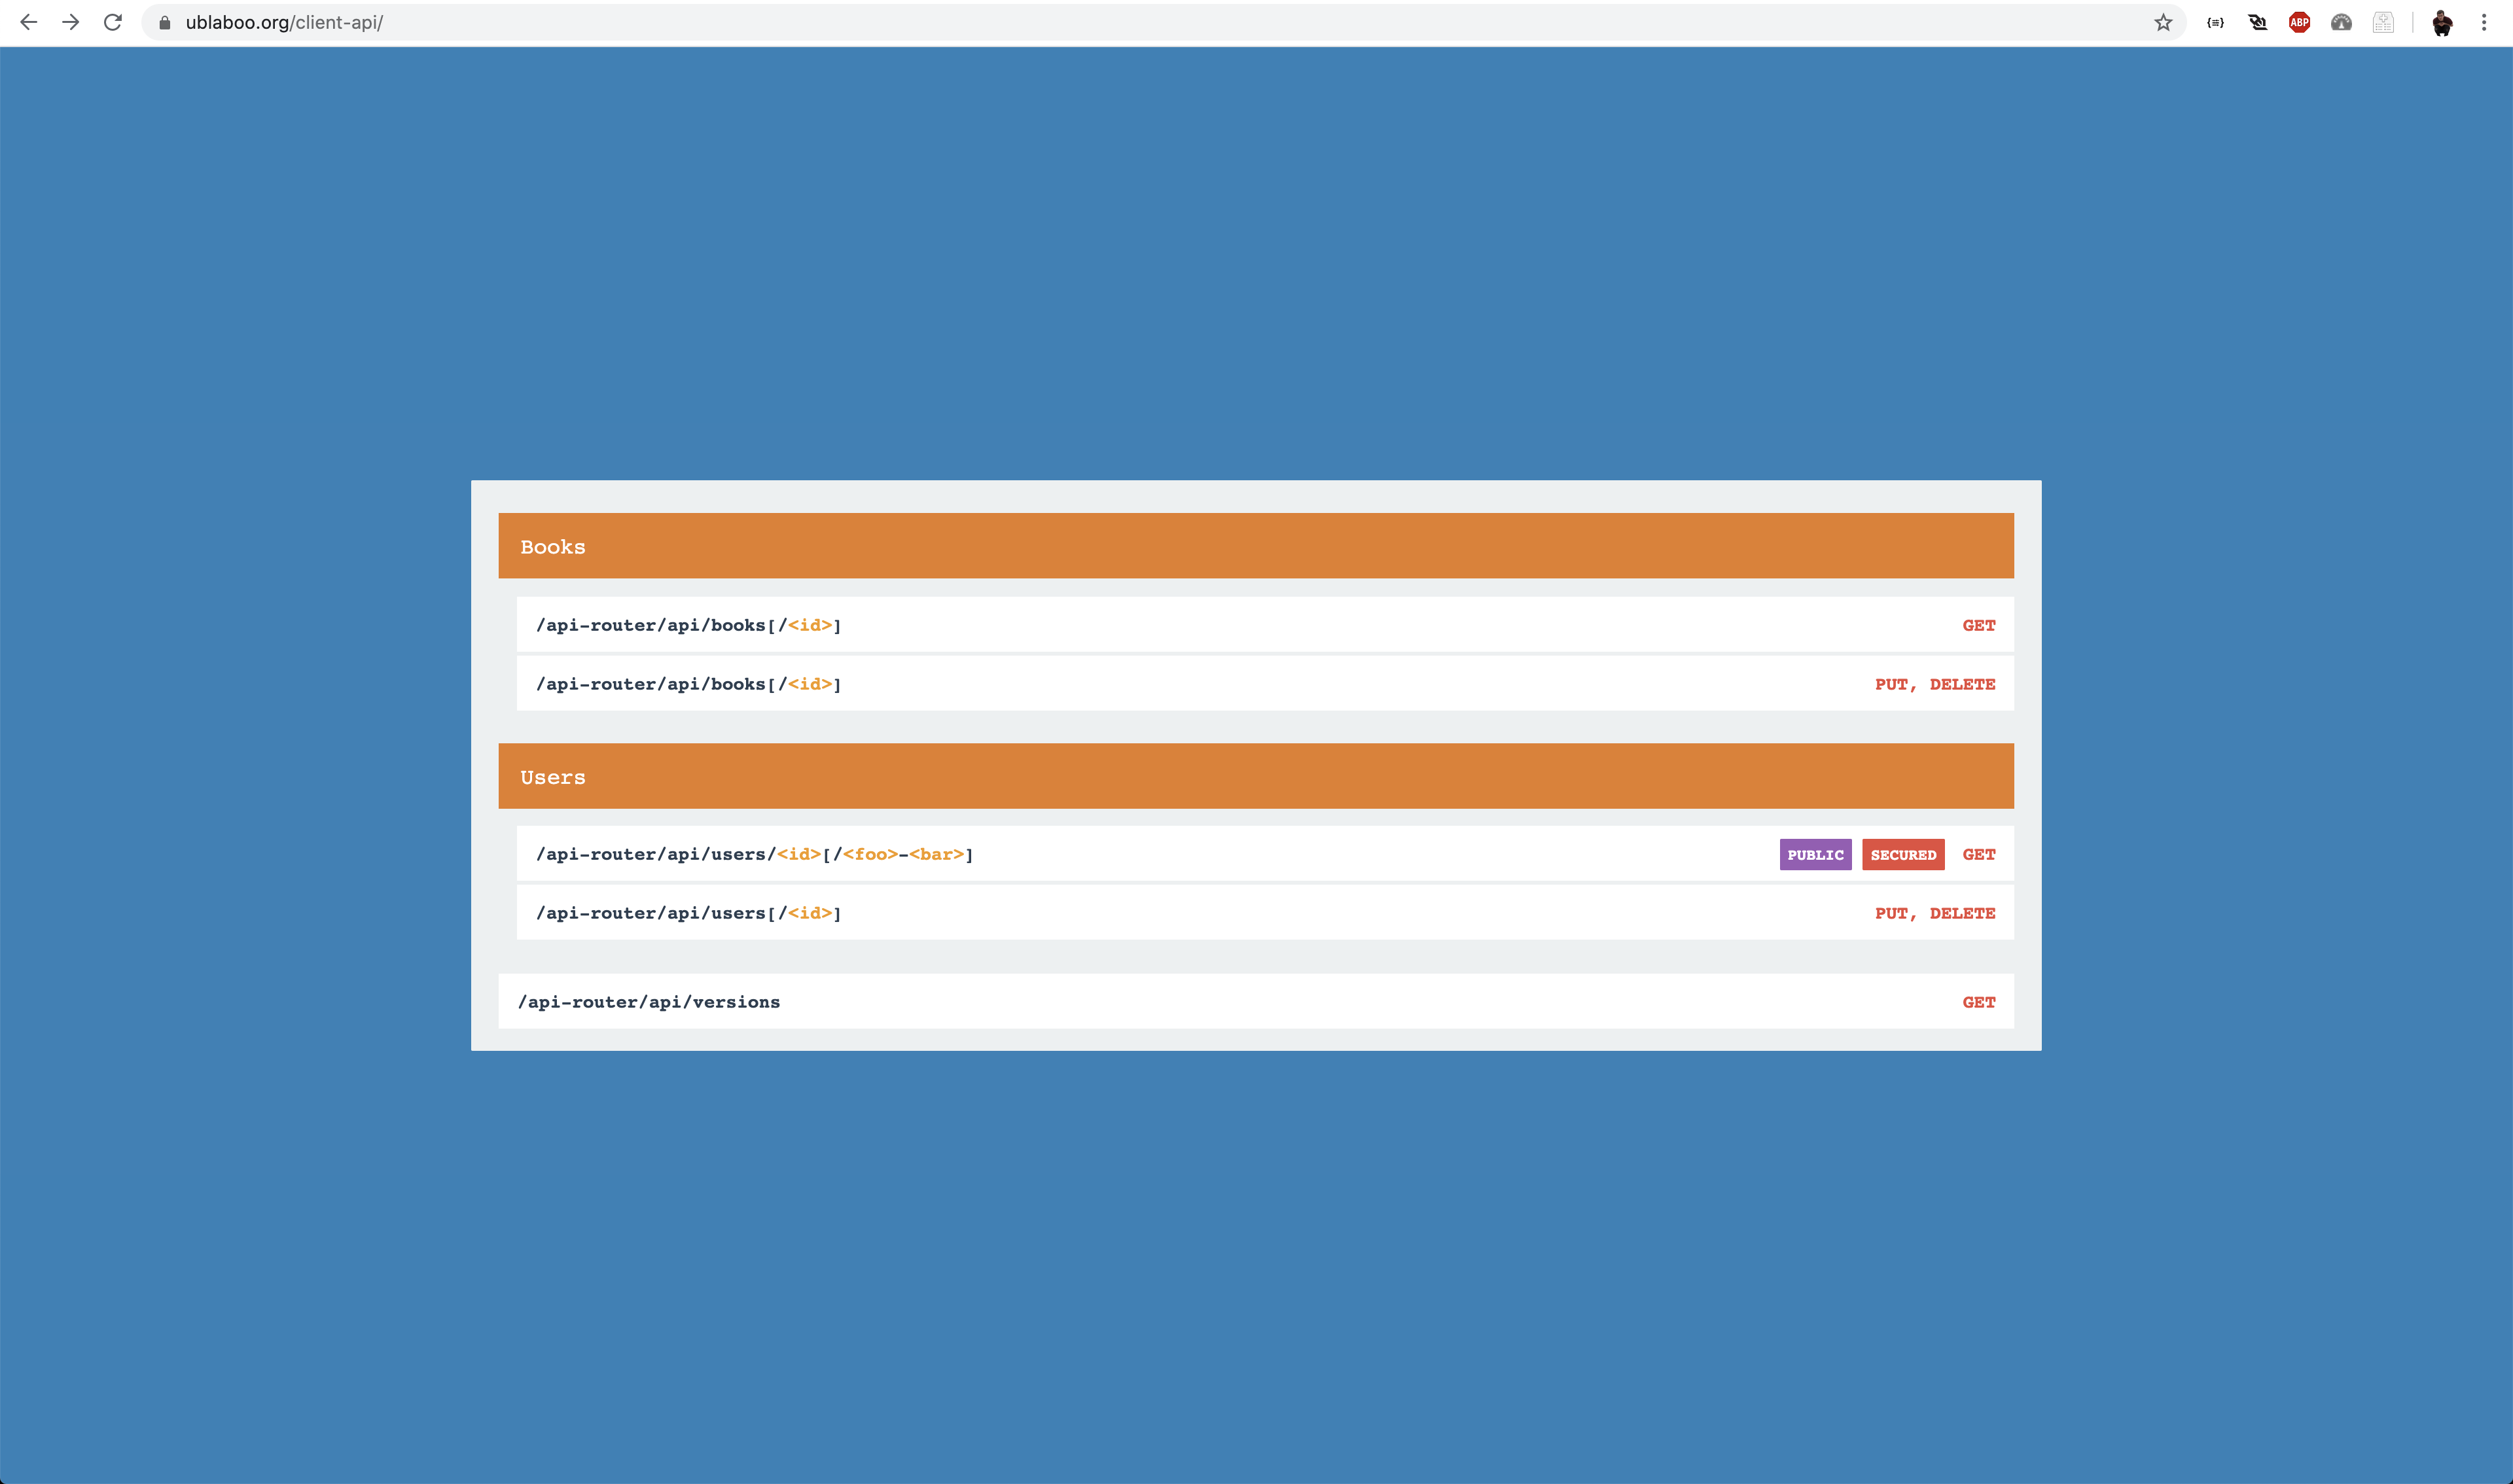 ublaboo.org/client-api/
{≡}
ABP
Books
/api-router/api/books[/<id>]
GET
/api-router/api/books[/<id>]
PUT, DELETE
Users
/api-router/api/users/<id>[/<foo>-<bar>]
PUBLIC SECURED GET
/api-router/api/users[/<id>]
PUT, DELETE
/api-router/api/versions
GET